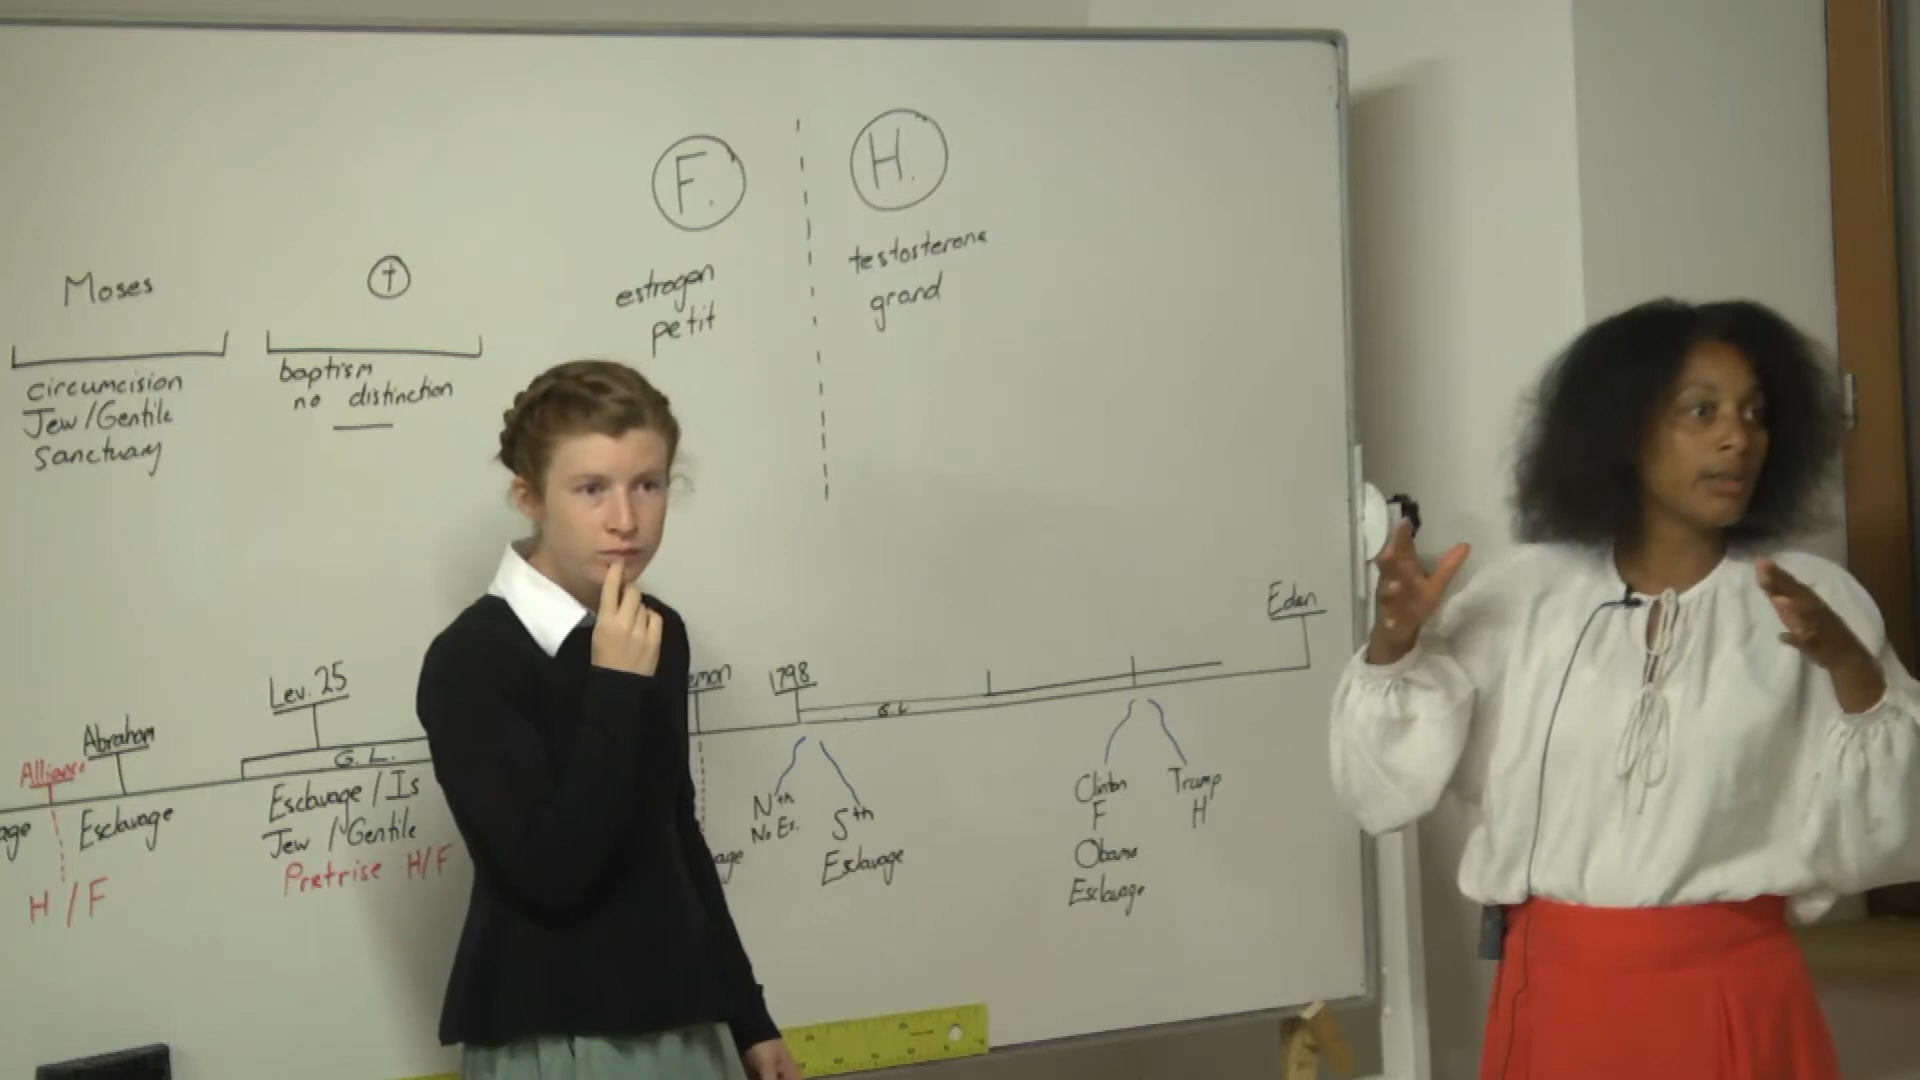 F.
H.
estrogen
petit
testosterone
grand
Moses
circumcision
Jew/Gentile
Sanctuary
†
baptism
no distinction
Alliance
Abraham
Lev. 25
1798
Eden
G. L.
G. L
Esclavage
Esclavage / Is
Jew / Gentile
Pretrise H/F
H / F
Nth
No Es.
Sth
Esclavage
Clinton
F
Obama
Esclavage
Trump
H